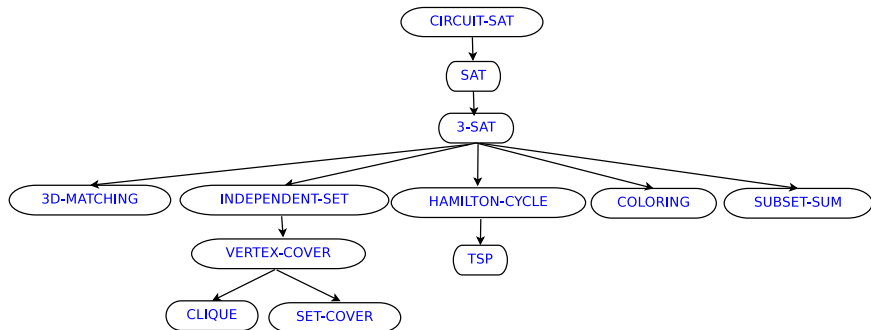 CIRCUIT-SAT
SAT
3-SAT
3D-MATCHING
INDEPENDENT-SET
HAMILTON-CYCLE
COLORING
SUBSET-SUM
VERTEX-COVER
TSP
CLIQUE
SET-COVER